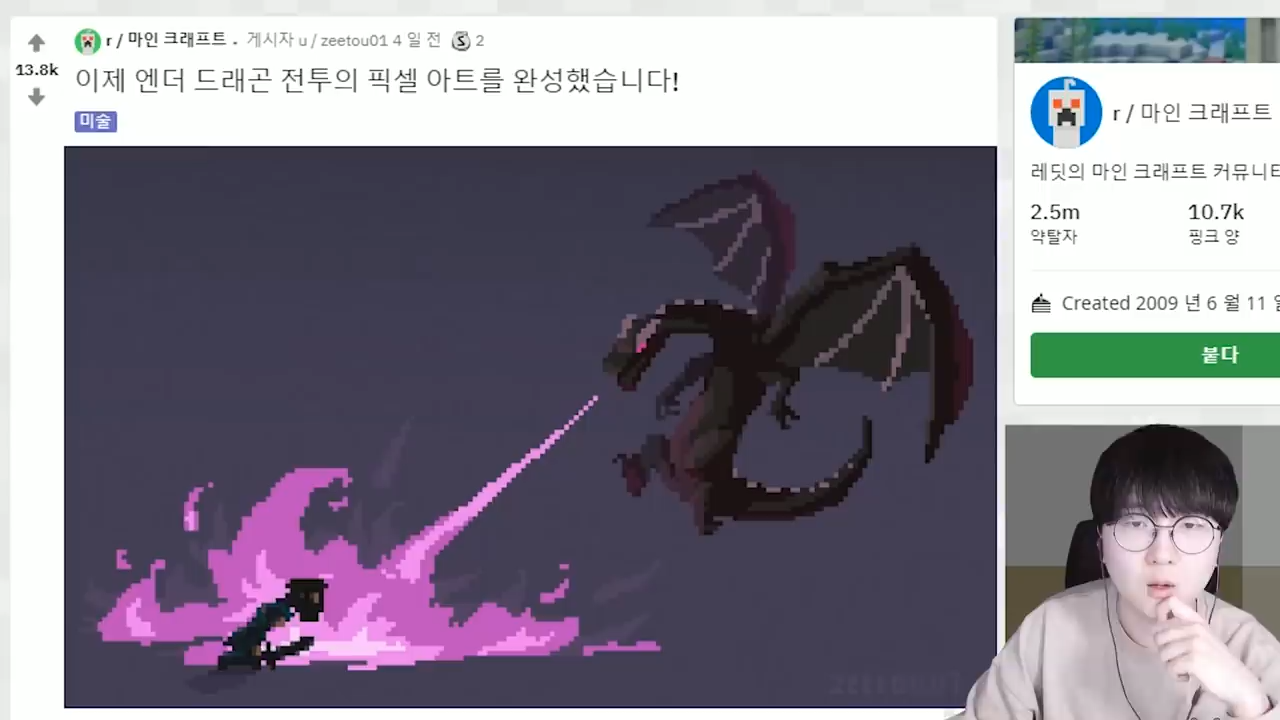 r / 마인 크래프트 . 게시자 u / zeetou01 4 일 전 S 2
13.8k
이제 엔더 드래곤 전투의 픽셀 아트를 완성했습니다!
미술
r / 마인 크래프트
레딧의 마인 크래프트 커뮤니티
2.5m 10.7k
약탈자 핑크 양
Created 2009 년 6 월 11
붙다